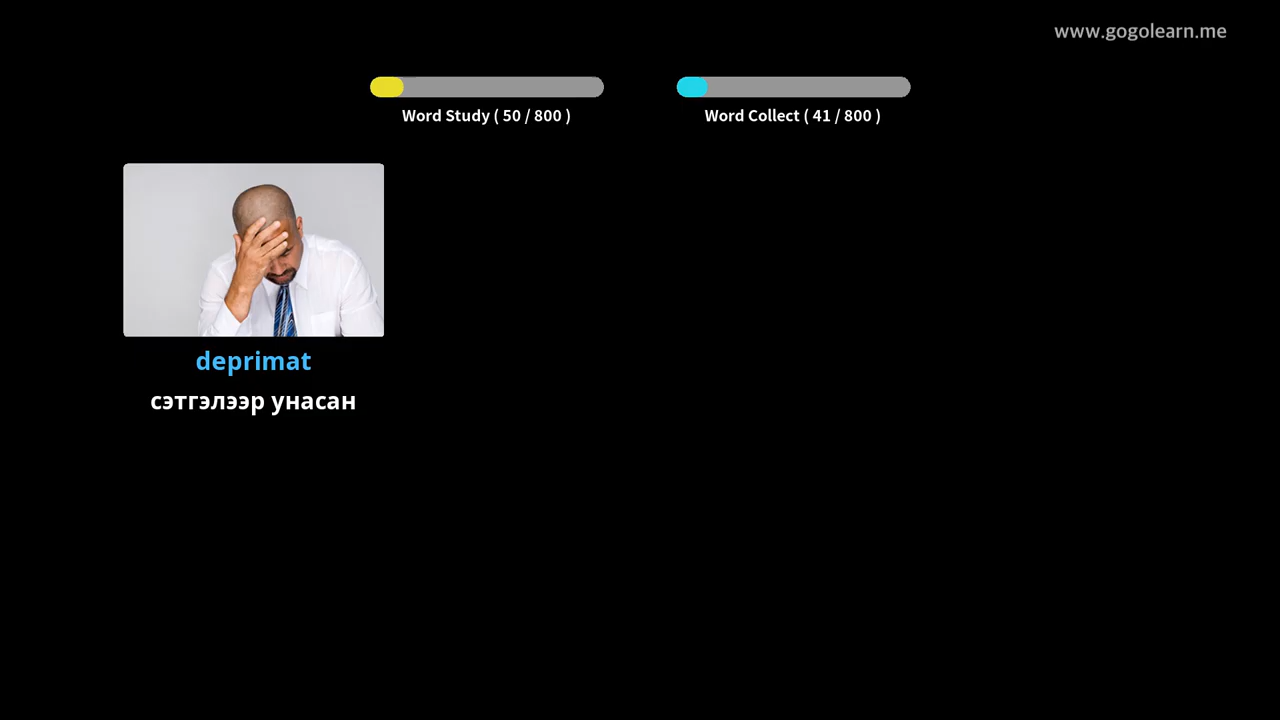 www.gogolearn.me
Word Study ( 50 / 800 )
Word Collect ( 41 / 800 )
deprimat
сэтгэлээр унасан